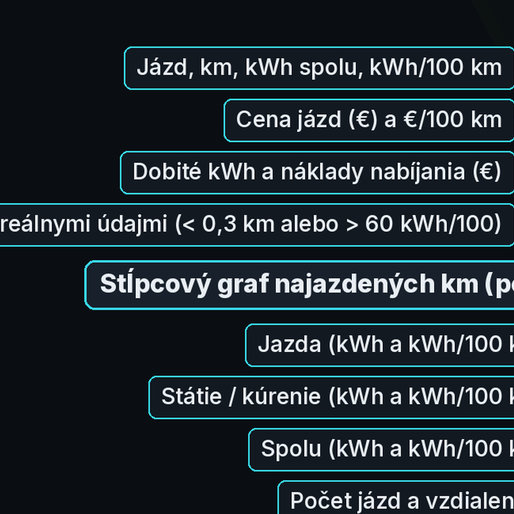 Jázd, km, kWh spolu, kWh/100 km
Cena jázd (€) a €/100 km
Dobité kWh a náklady nabíjania (€)
reálnymi údajmi (< 0,3 km alebo > 60 kWh/100)
Stĺpcový graf najazdených km (p
Jazda (kWh a kWh/100
Státie / kúrenie (kWh a kWh/100
Spolu (kWh a kWh/100
Počet jázd a vzdialen